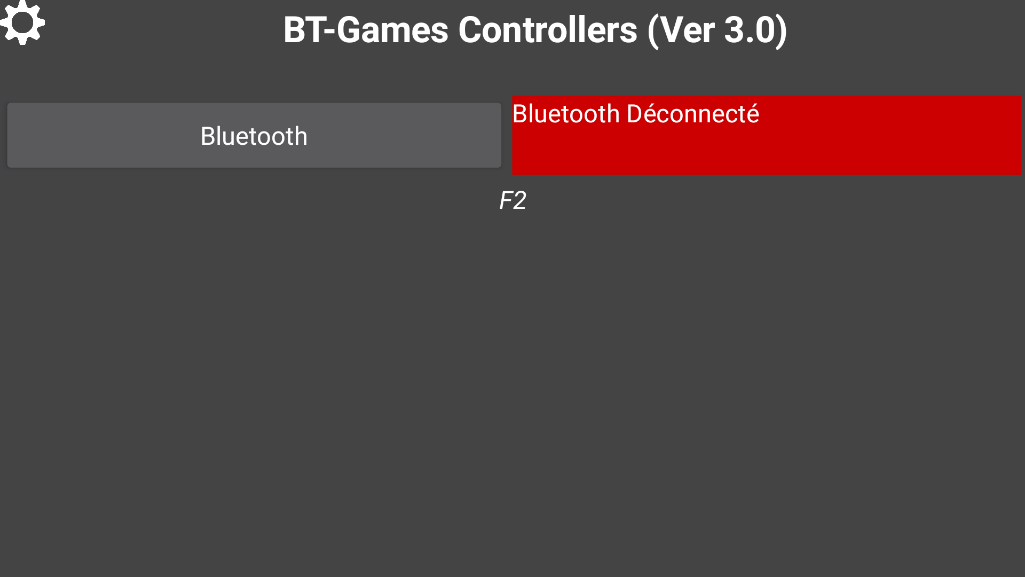 BT-Games Controllers (Ver 3.0)
Bluetooth
Bluetooth Déconnecté
F2